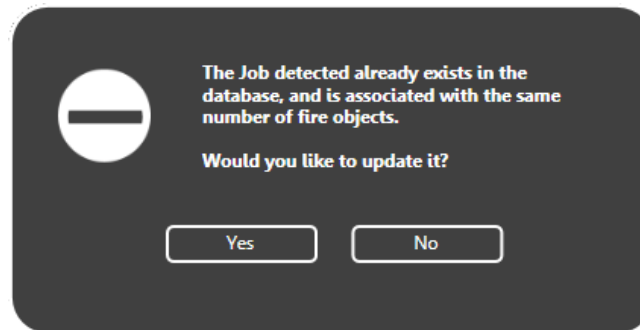 The Job detected already exists in the
database, and is associated with the same
number of fire objects.
Would you like to update it?
Yes
No